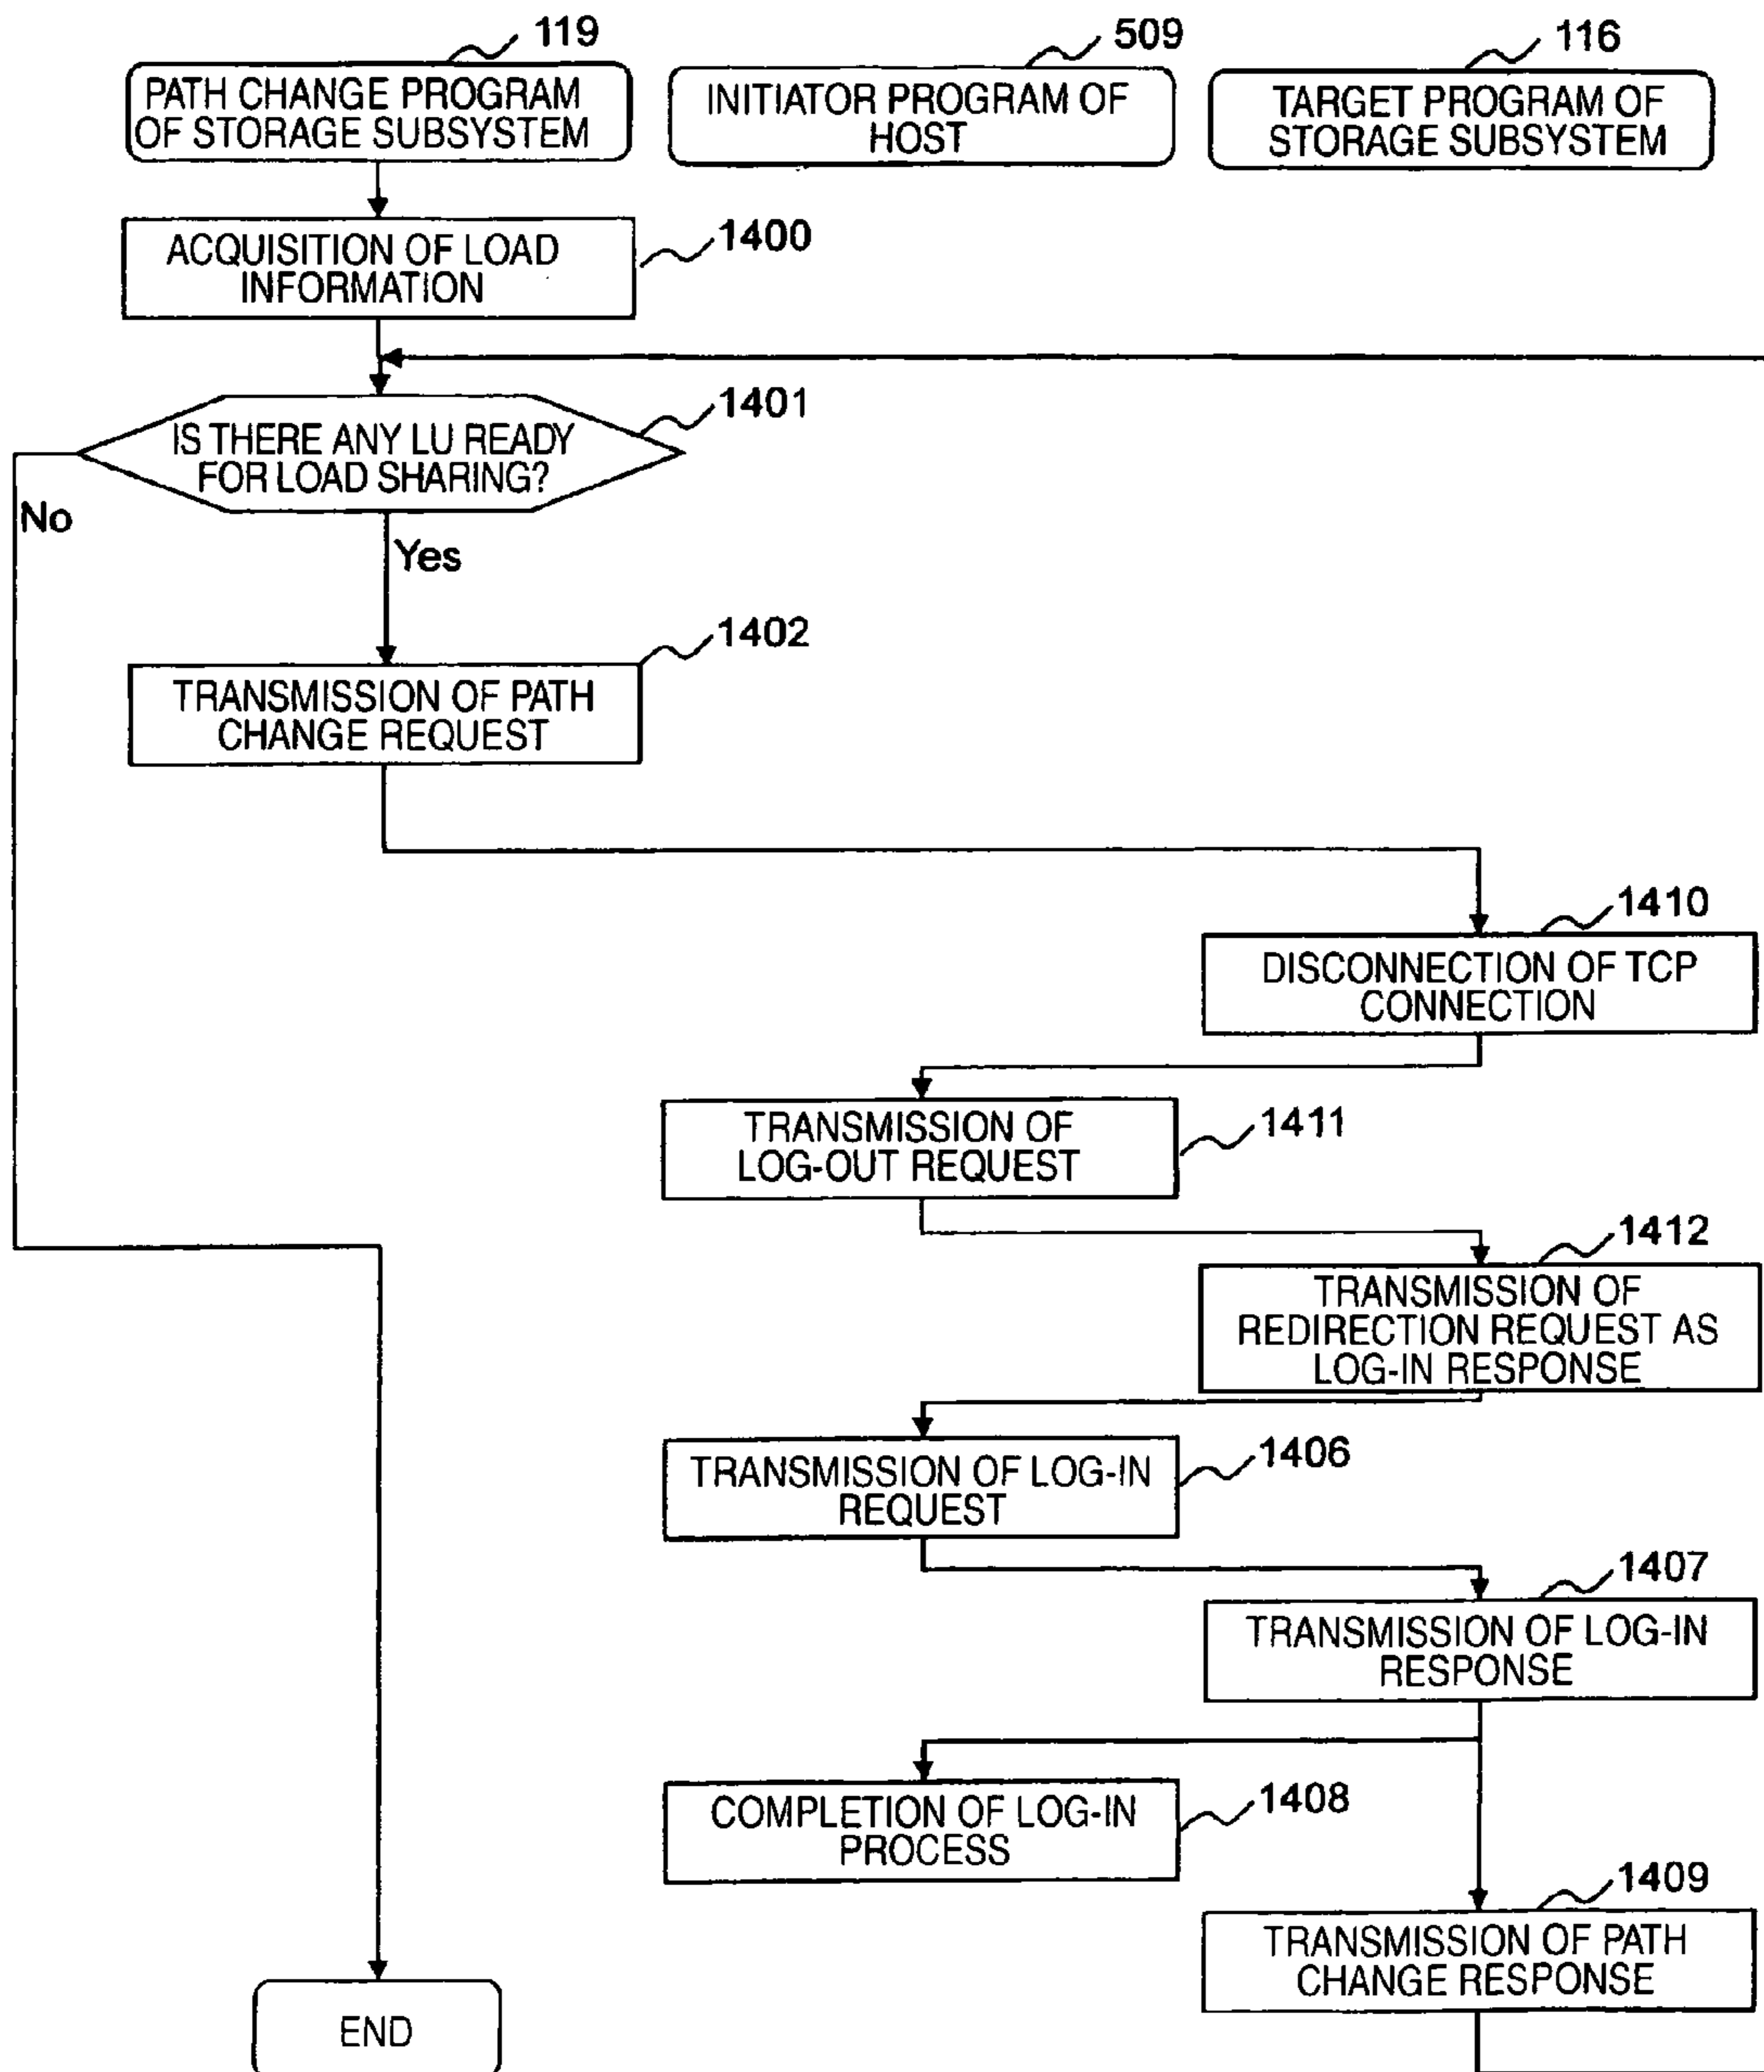 119
PATH CHANGE PROGRAM
OF STORAGE SUBSYSTEM
509
INITIATOR PROGRAM OF
HOST
116
TARGET PROGRAM OF
STORAGE SUBSYSTEM
1400
ACQUISITION OF LOAD
INFORMATION
1401
IS THERE ANY LU READY
FOR LOAD SHARING?
No
Yes
1402
TRANSMISSION OF PATH
CHANGE REQUEST
1410
DISCONNECTION OF TCP
CONNECTION
1411
TRANSMISSION OF
LOG-OUT REQUEST
1412
TRANSMISSION OF
REDIRECTION REQUEST AS
LOG-IN RESPONSE
1406
TRANSMISSION OF LOG-IN
REQUEST
1407
TRANSMISSION OF LOG-IN
RESPONSE
1408
COMPLETION OF LOG-IN
PROCESS
1409
TRANSMISSION OF PATH
CHANGE RESPONSE
END